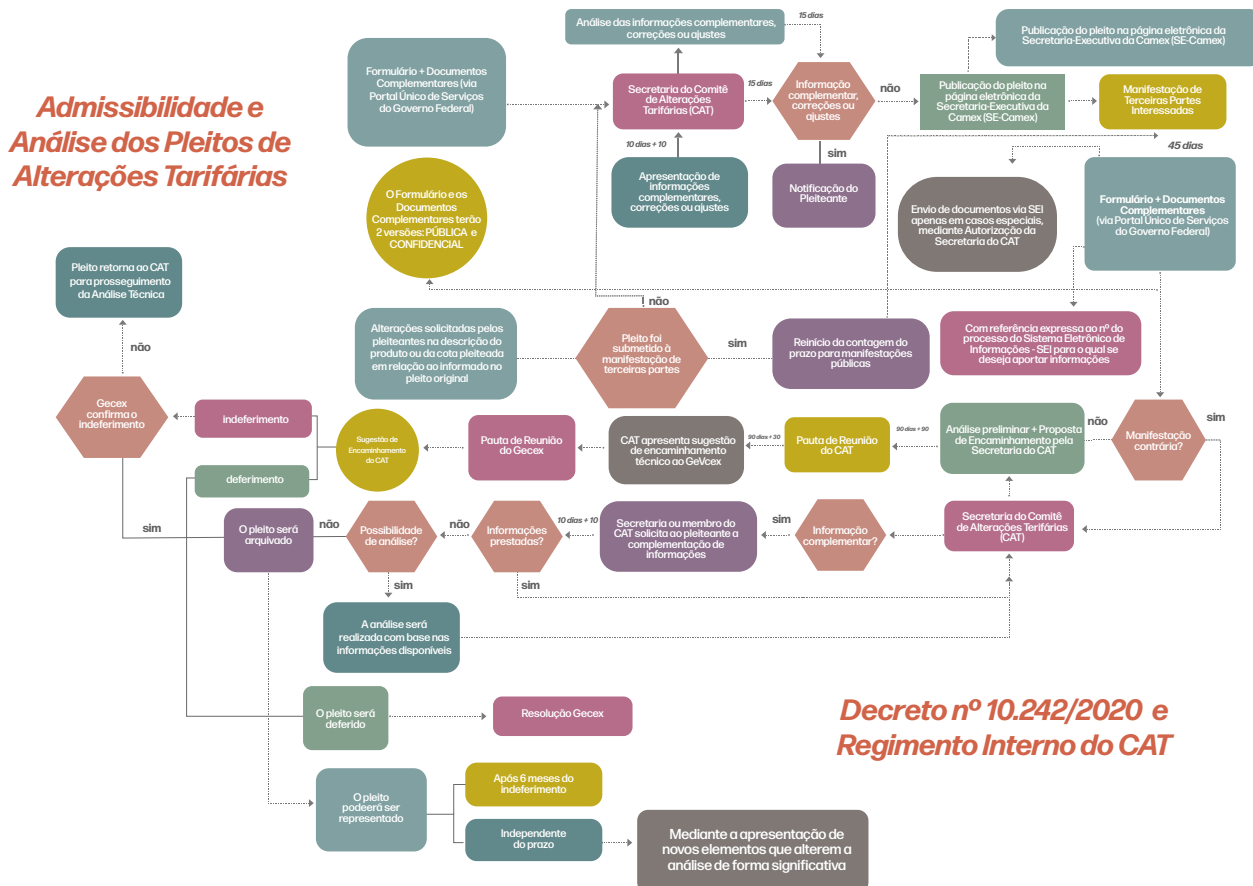 Admissibilidade e
Análise dos Pleitos de
Alterações Tarifárias
Formulário + Documentos
Complementares (via
Portal Único de Serviços
do Governo Federal)
Análise das informações complementares,
correções ou ajustes
15 dias
Secretaria do Comitê
de Alterações
Tarifárias (CAT)
15 dias
Informação
complementar,
correções ou
ajustes
não
Publicação do pleito na
página eletrônica da
Secretaria-Executiva da
Camex (SE-Camex)
Publicação do pleito na página eletrônica da
Secretaria-Executiva da Camex (SE-Camex)
Manifestação de
Terceiras Partes
Interessadas
45 dias
10 dias + 10
Apresentação de
informações
complementares,
correções ou ajustes
sim
Notificação do
Pleiteante
O Formulário e os
Documentos
Complementares terão
2 versões: PÚBLICA e
CONFIDENCIAL
Envio de documentos via SEI
apenas em casos especiais,
mediante Autorização da
Secretaria do CAT
Formulário + Documentos
Complementares
(via Portal Único de Serviços
do Governo Federal)
Pleito retorna ao CAT
para prosseguimento
da Análise Técnica
não
Alterações solicitadas pelos
pleiteantes na descrição do
produto ou da cota pleiteada
em relação ao informado no
pleito original
não
Pleito foi
submetido à
manifestação de
terceiras partes
sim
Reinício da contagem do
prazo para manifestações
públicas
Com referência expressa ao nº do
processo do Sistema Eletrônico de
Informações - SEI para o qual se
deseja aportar informações
Gecex
confirma o
indeferimento
indeferimento
deferimento
Sugestão de
Encaminhamento
do CAT
Pauta de Reunião
do Gecex
CAT apresenta sugestão
de encaminhamento
técnico ao GeVcex
90 dias + 30
Pauta de Reunião
do CAT
90 dias + 90
Análise preliminar + Proposta
de Encaminhamento pela
Secretaria do CAT
não
Manifestação
contrária?
sim
sim
O pleito será
arquivado
não
Possibilidade
de análise?
não
Informações
prestadas?
10 dias + 10
Secretaria ou membro do
CAT solicita ao pleiteante a
complementação de
informações
sim
Informação
complementar?
Secretaria do Comitê
de Alterações Tarifárias
(CAT)
sim
sim
A análise será
realizada com base nas
informações disponíveis
O pleito será
deferido
Resolução Gecex
Decreto nº 10.242/2020 e
Regimento Interno do CAT
O pleito
podeerá ser
representado
Após 6 meses do
indeferimento
Independente
do prazo
Mediante a apresentação de
novos elementos que alterem a
análise de forma significativa